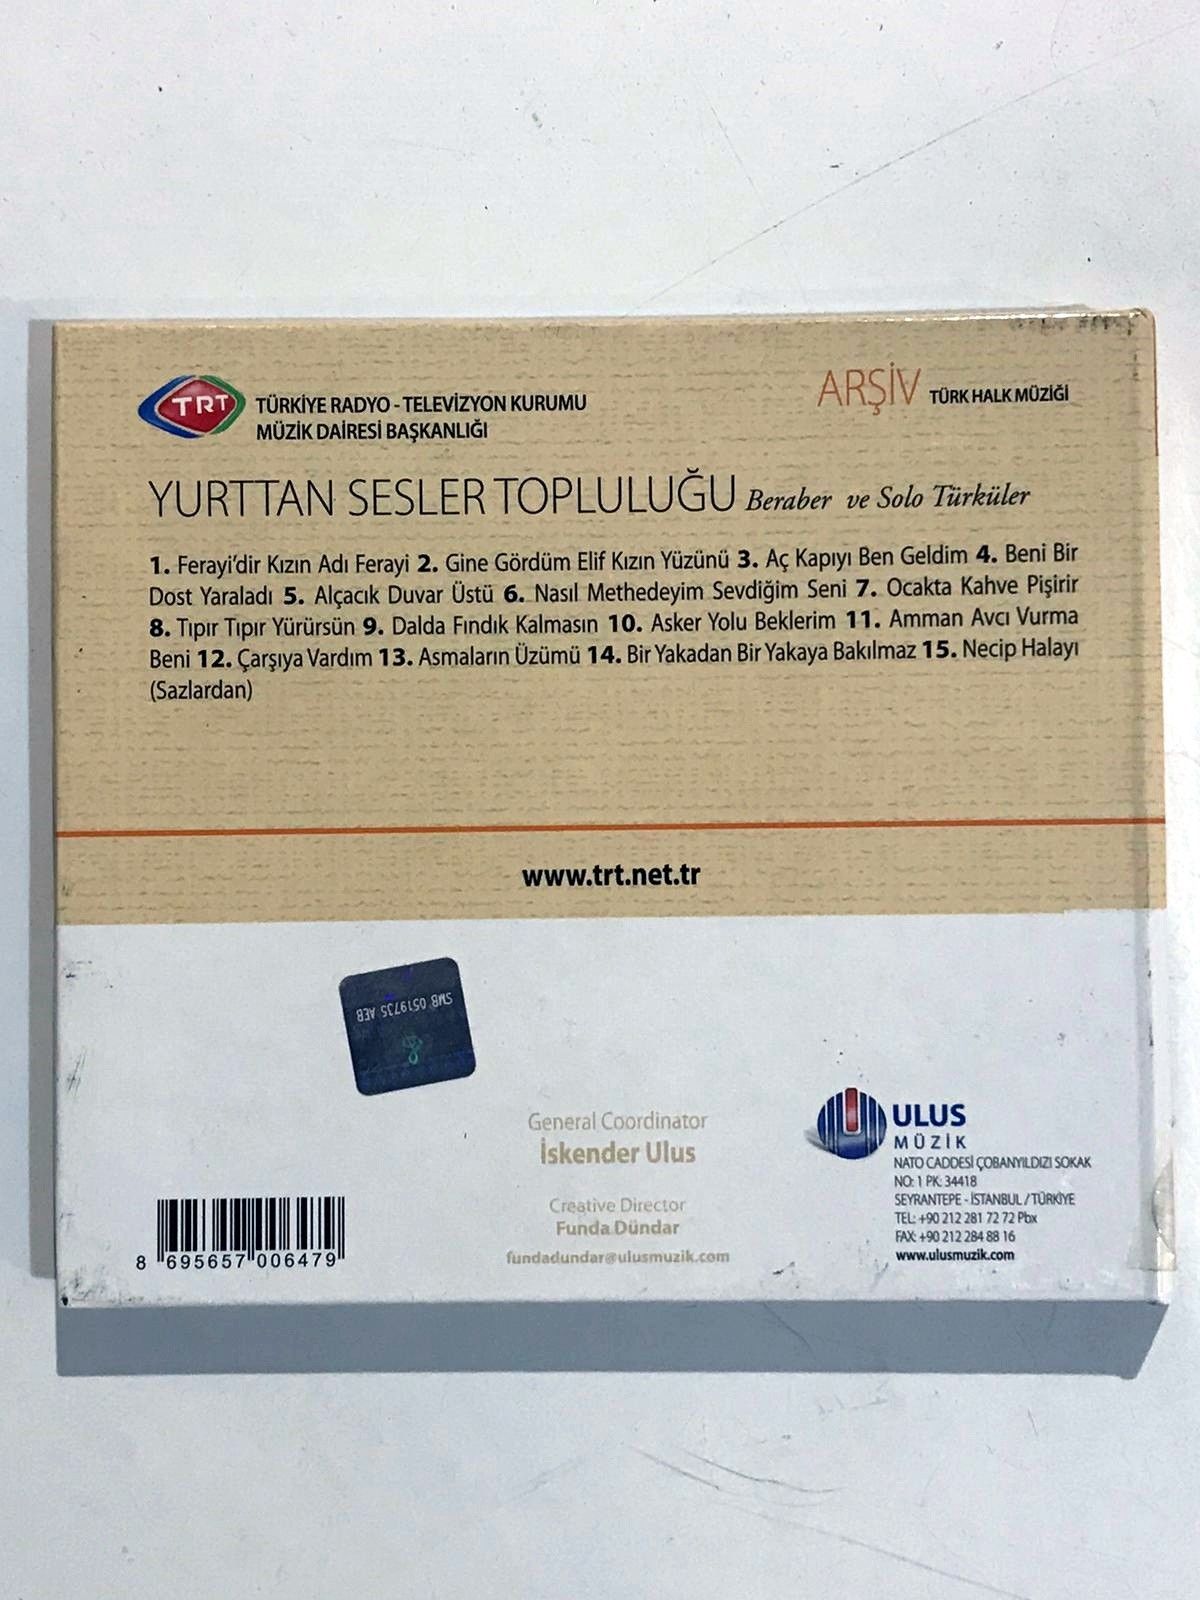 TRT
TÜRKİYE RADYO - TELEVİZYON KURUMU
MÜZİK DAİRESİ BAŞKANLIĞI
ARŞİV TÜRK HALK MÜZİĞİ
YURTTAN SESLER TOPLULUĞU Beraber ve Solo Türküler
1. Ferayi'dir Kızın Adı Ferayi 2. Gine Gördüm Elif Kızın Yüzünü 3. Aç Kapıyı Ben Geldim 4. Beni Bir
Dost Yaraladı 5. Alçacık Duvar Üstü 6. Nasıl Methedeyim Sevdiğim Seni 7. Ocakta Kahve Pişirir
8. Tıpır Tıpır Yürürsün 9. Dalda Fındık Kalmasın 10. Asker Yolu Beklerim 11. Amman Avcı Vurma
Beni 12. Çarşıya Vardım 13. Asmaların Üzümü 14. Bir Yakadan Bir Yakaya Bakılmaz 15. Necip Halayı
(Sazlardan)
www.trt.net.tr
SMB 0519735 AEB
General Coordinator
İskender Ulus
Creative Director
Funda Dündar
fundadundar@ulusmuzik.com
ULUS
MÜZİK
NATO CADDESİ ÇOBANYILDIZI SOKAK
NO: 1 PK: 34418
SEYRANTEPE - İSTANBUL / TÜRKİYE
TEL: +90 212 281 72 72 Pbx
FAX: +90 212 284 88 16
www.ulusmuzik.com
8 695657 006479